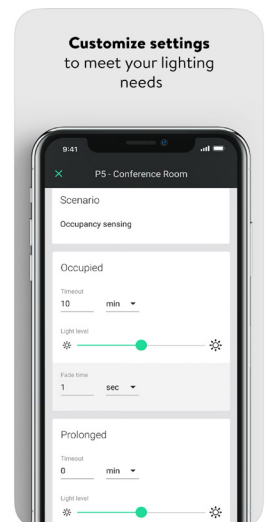 Customize settings
to meet your lighting
needs
9:41
P5 - Conference Room
Scenario
Occupancy sensing
Occupied
Timeout
10 min
Light level
Fade time
1 sec
Prolonged
Timeout
0 min
Light level